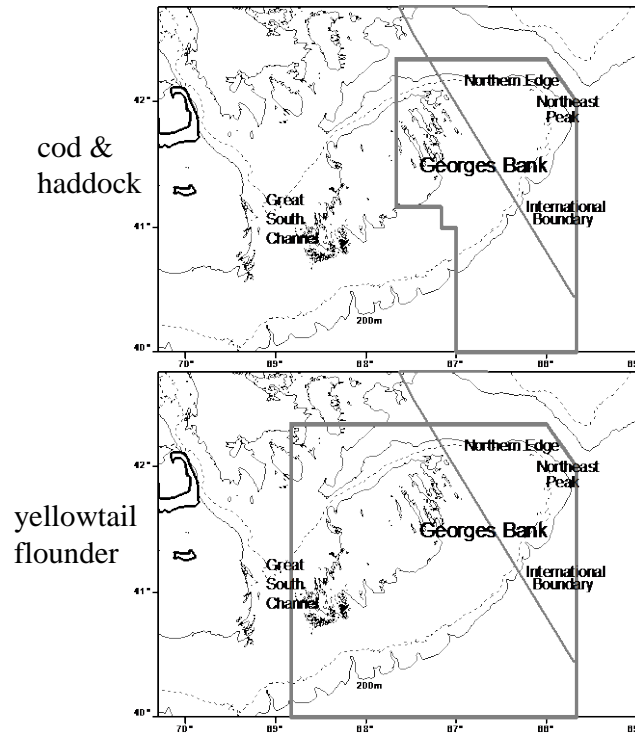 cod &
haddock
42°
41°
40°
Northern Edge
Northeast
Peak
Georges Bank
Great
South
Channel
International
Boundary
200m
70°
69°
68°
67°
66°
yellowtail
flounder
42°
41°
40°
Northern Edge
Northeast
Peak
Georges Bank
Great
South
Channel
International
Boundary
200m
70°
69°
68°
67°
66°